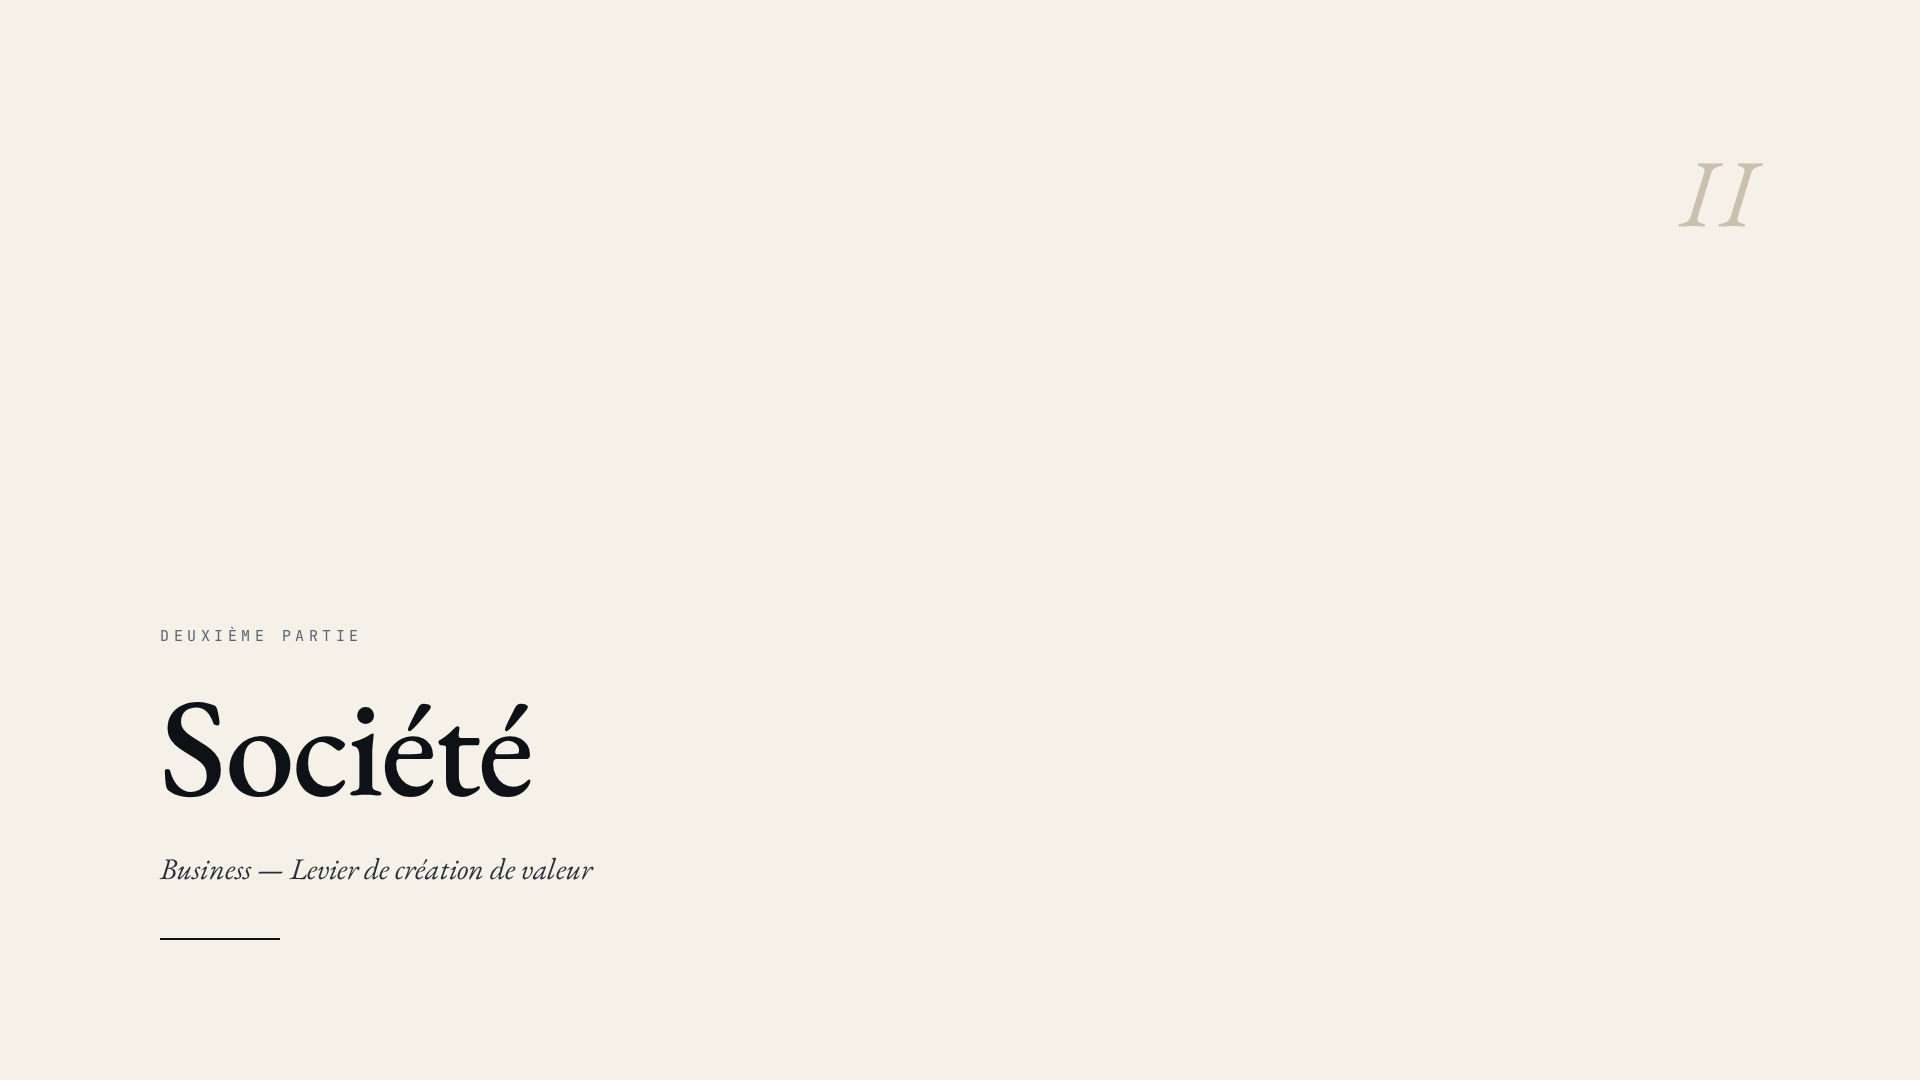 II
DEUXIÈME PARTIE
Société
Business — Levier de création de valeur